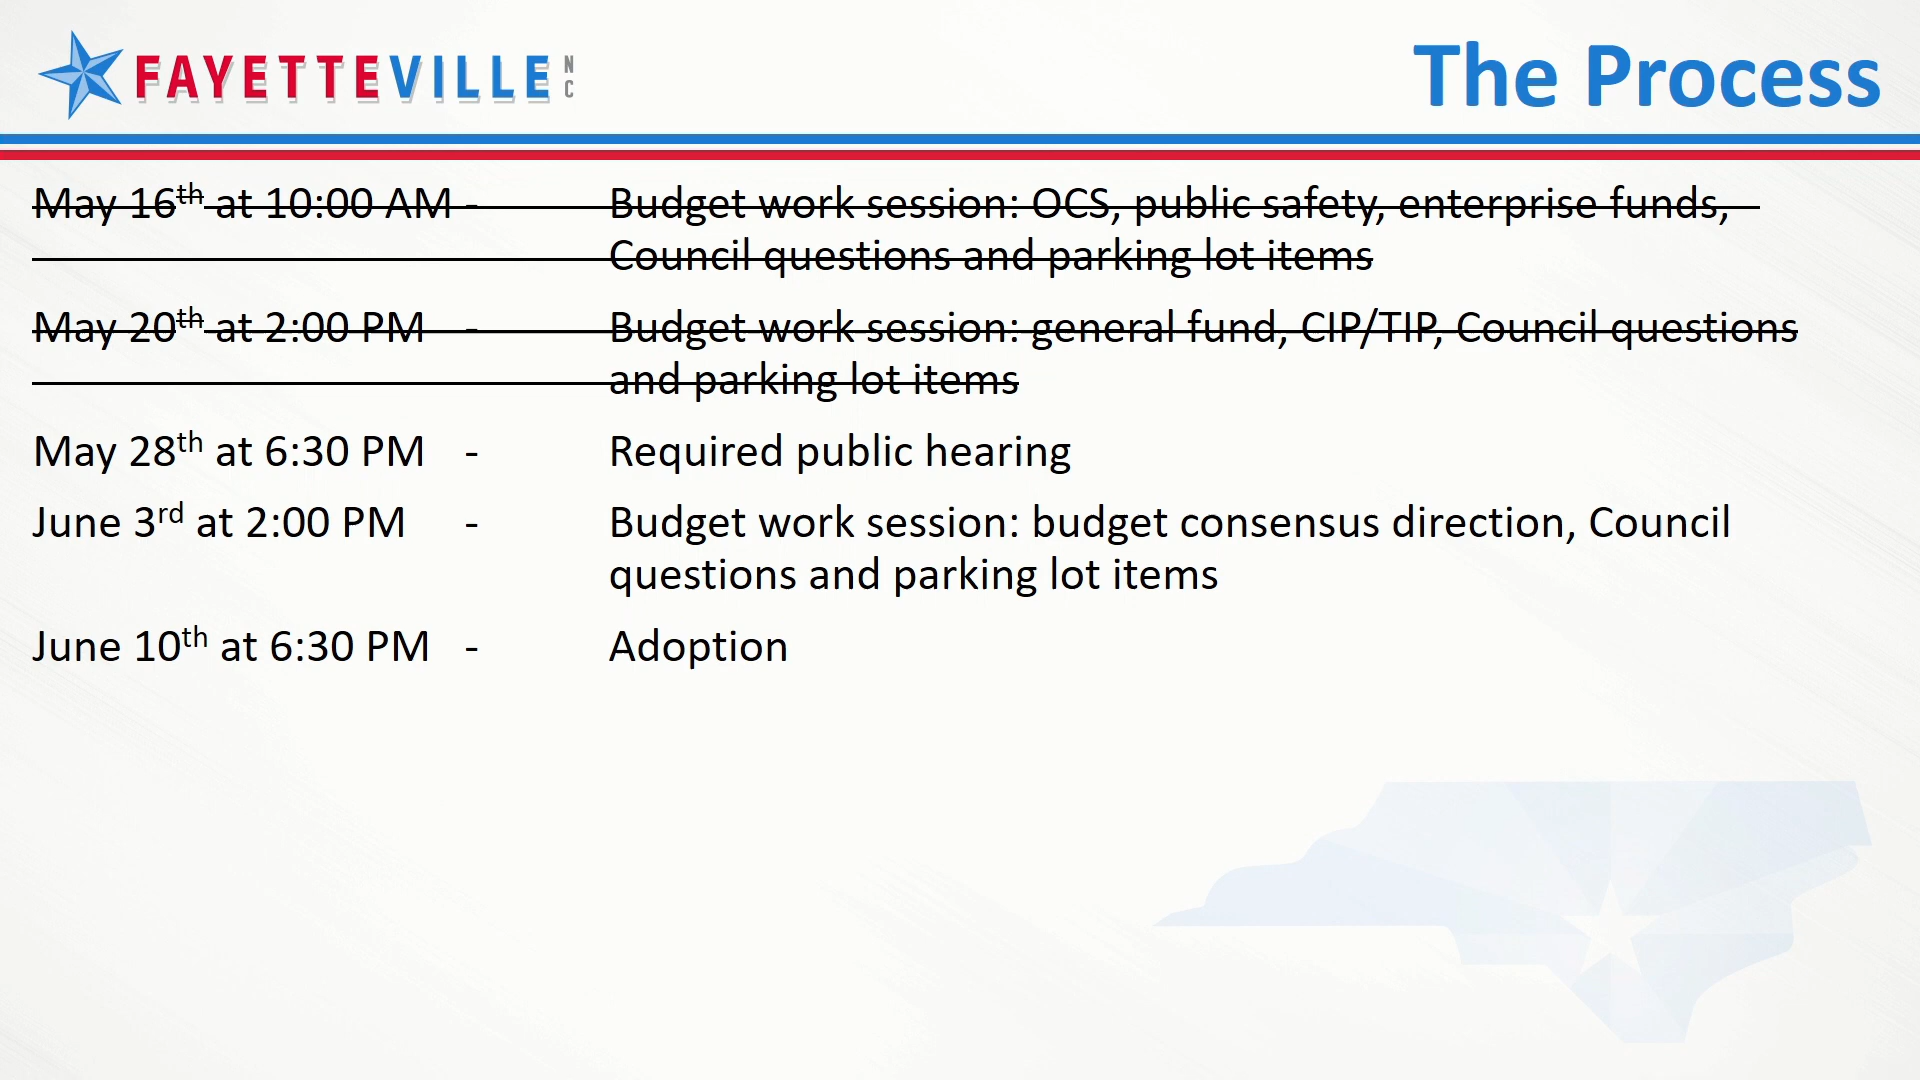 FAYETTEVILLE NC
The Process
May 16th at 10:00 AM - Budget work session: OCS, public safety, enterprise funds,
Council questions and parking lot items
May 20th at 2:00 PM - Budget work session: general fund, CIP/TIP, Council questions
and parking lot items
May 28th at 6:30 PM - Required public hearing
June 3rd at 2:00 PM - Budget work session: budget consensus direction, Council
questions and parking lot items
June 10th at 6:30 PM - Adoption